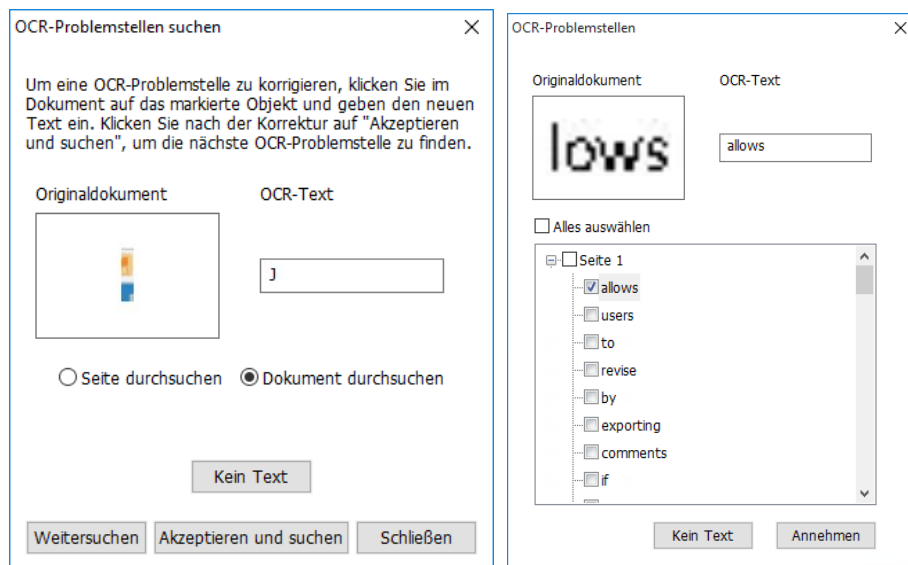 OCR-Problemstellen suchen
Um eine OCR-Problemstelle zu korrigieren, klicken Sie im
Dokument auf das markierte Objekt und geben den neuen
Text ein. Klicken Sie nach der Korrektur auf "Akzeptieren
und suchen", um die nächste OCR-Problemstelle zu finden.
Originaldokument OCR-Text
J
Seite durchsuchen Dokument durchsuchen
Kein Text
Weitersuchen Akzeptieren und suchen Schließen
OCR-Problemstellen
Originaldokument OCR-Text
lows allows
Alles auswählen
Seite 1
allows
users
to
revise
by
exporting
comments
if
Kein Text Annehmen